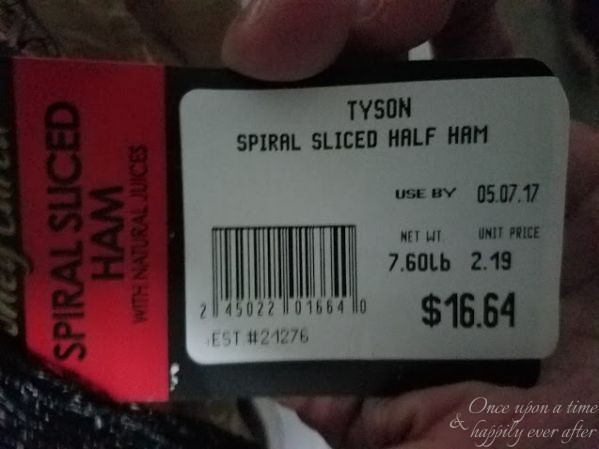 TYSON
SPIRAL SLICED HALF HAM
USE BY 05.07.17
NET WT. UNIT PRICE
7.60lb 2.19
$16.64
2 45022 01664 0
EST.#21276
SPIRAL SLICED
HAM
WITH NATURAL JUICES
Once upon a time
& happily ever after